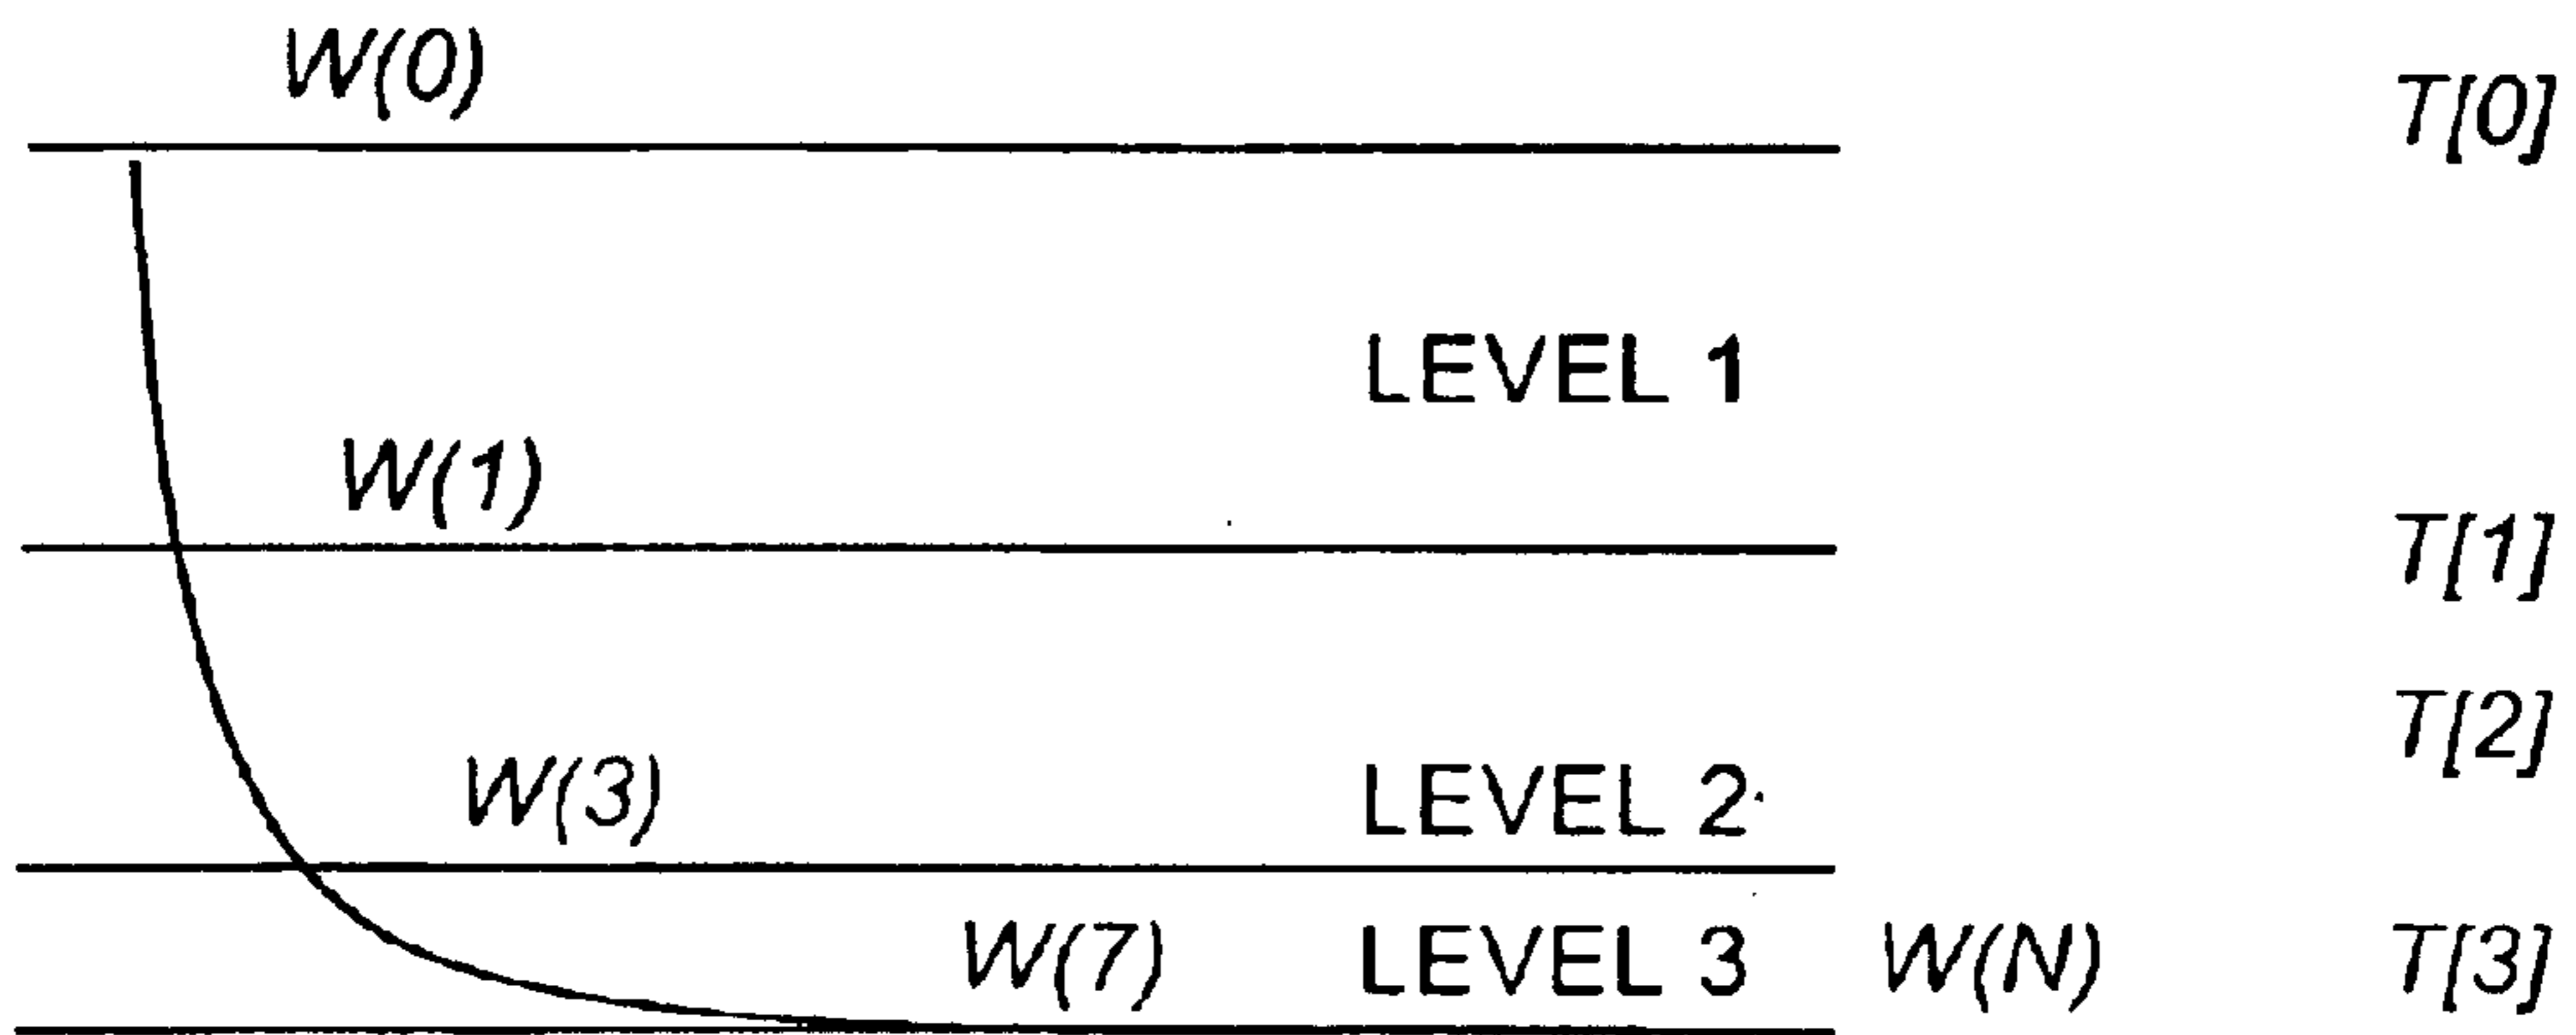 W(0) T[0]
LEVEL 1
W(1) T[1]
T[2]
W(3) LEVEL 2
W(7) LEVEL 3 W(N) T[3]